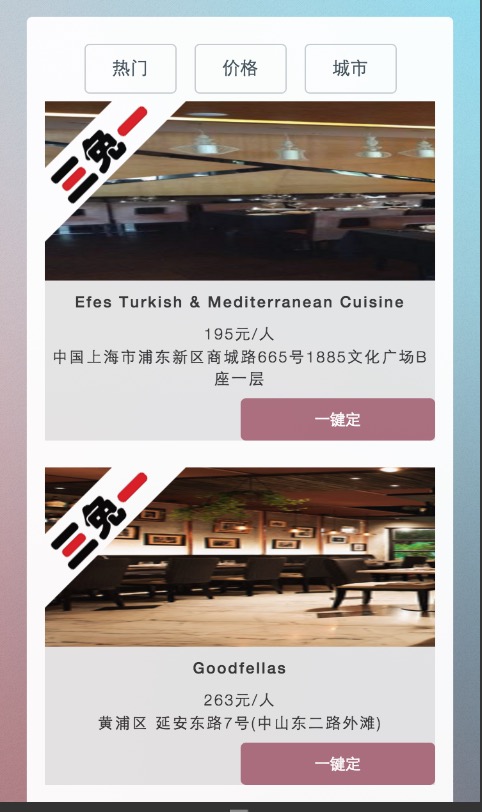 热门 价格 城市
三免一
Efes Turkish & Mediterranean Cuisine
195元/人
中国上海市浦东新区商城路665号1885文化广场B
座一层
一键定
三免一
Goodfellas
263元/人
黄浦区 延安东路7号(中山东二路外滩)
一键定